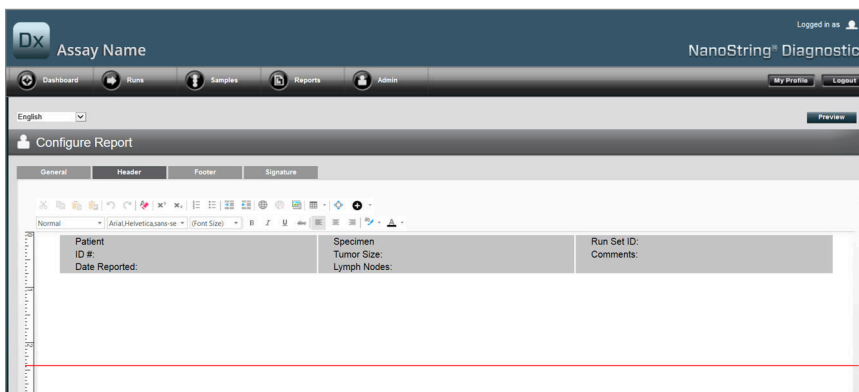 Logged in as
Dx Assay Name
NanoString® Diagnostic
Dashboard Runs Samples Reports Admin My Profile Logout
English Preview
Configure Report
General Header Footer Signature
Normal Arial,Helvetica,sans-se (Font Size) B I U abc A
Patient Specimen Run Set ID:
ID #: Tumor Size: Comments:
Date Reported: Lymph Nodes: